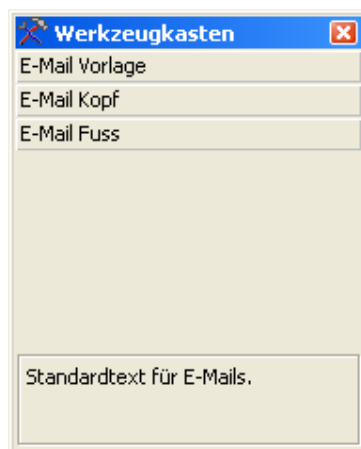 Werkzeugkasten
E-Mail Vorlage
E-Mail Kopf
E-Mail Fuss
Standardtext für E-Mails.